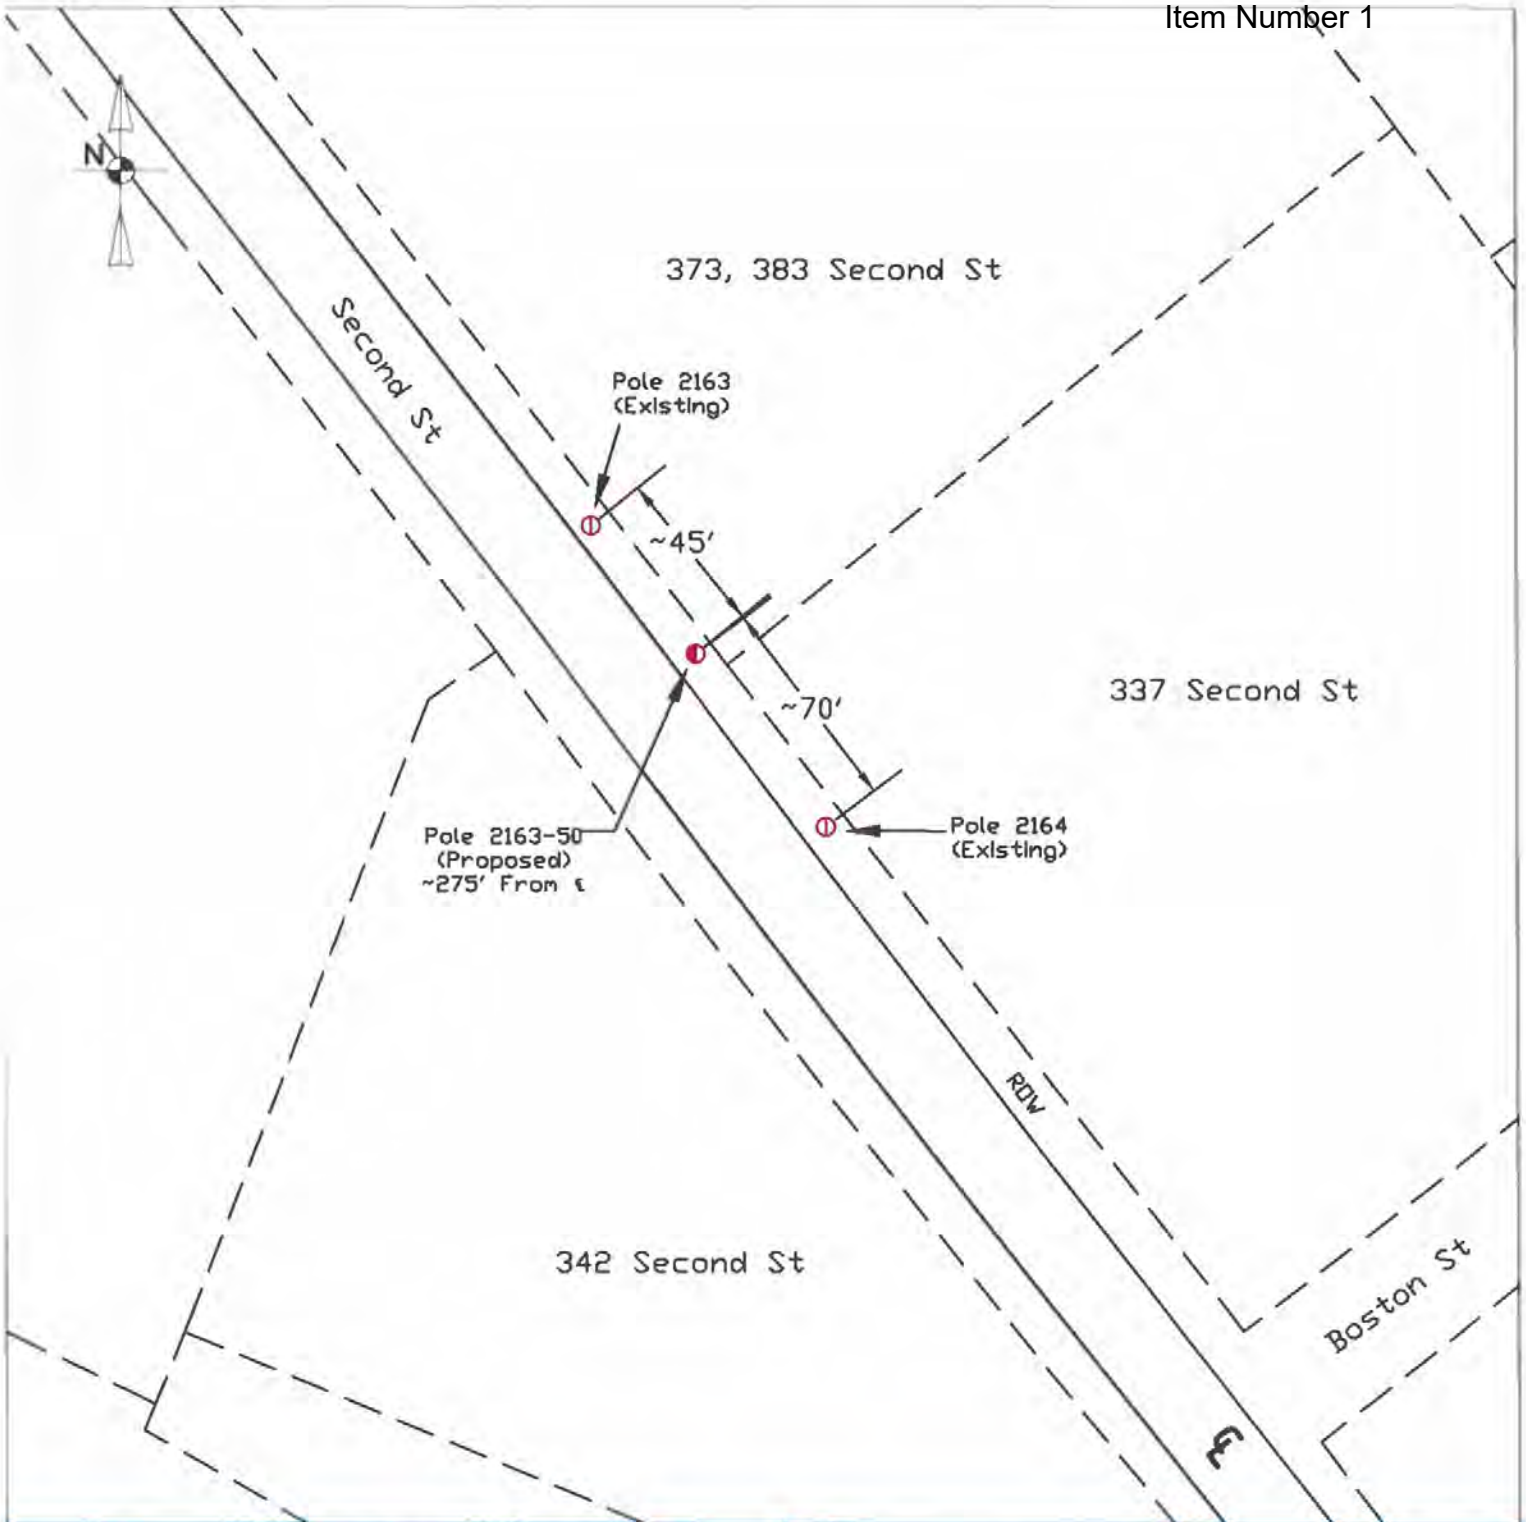 Item Number 1
N
373, 383 Second St
Second St
Pole 2163
(Existing)
~45'
337 Second St
~70'
Pole 2163-50
(Proposed)
~275' From ℄
Pole 2164
(Existing)
ROW
342 Second St
Boston St
℄